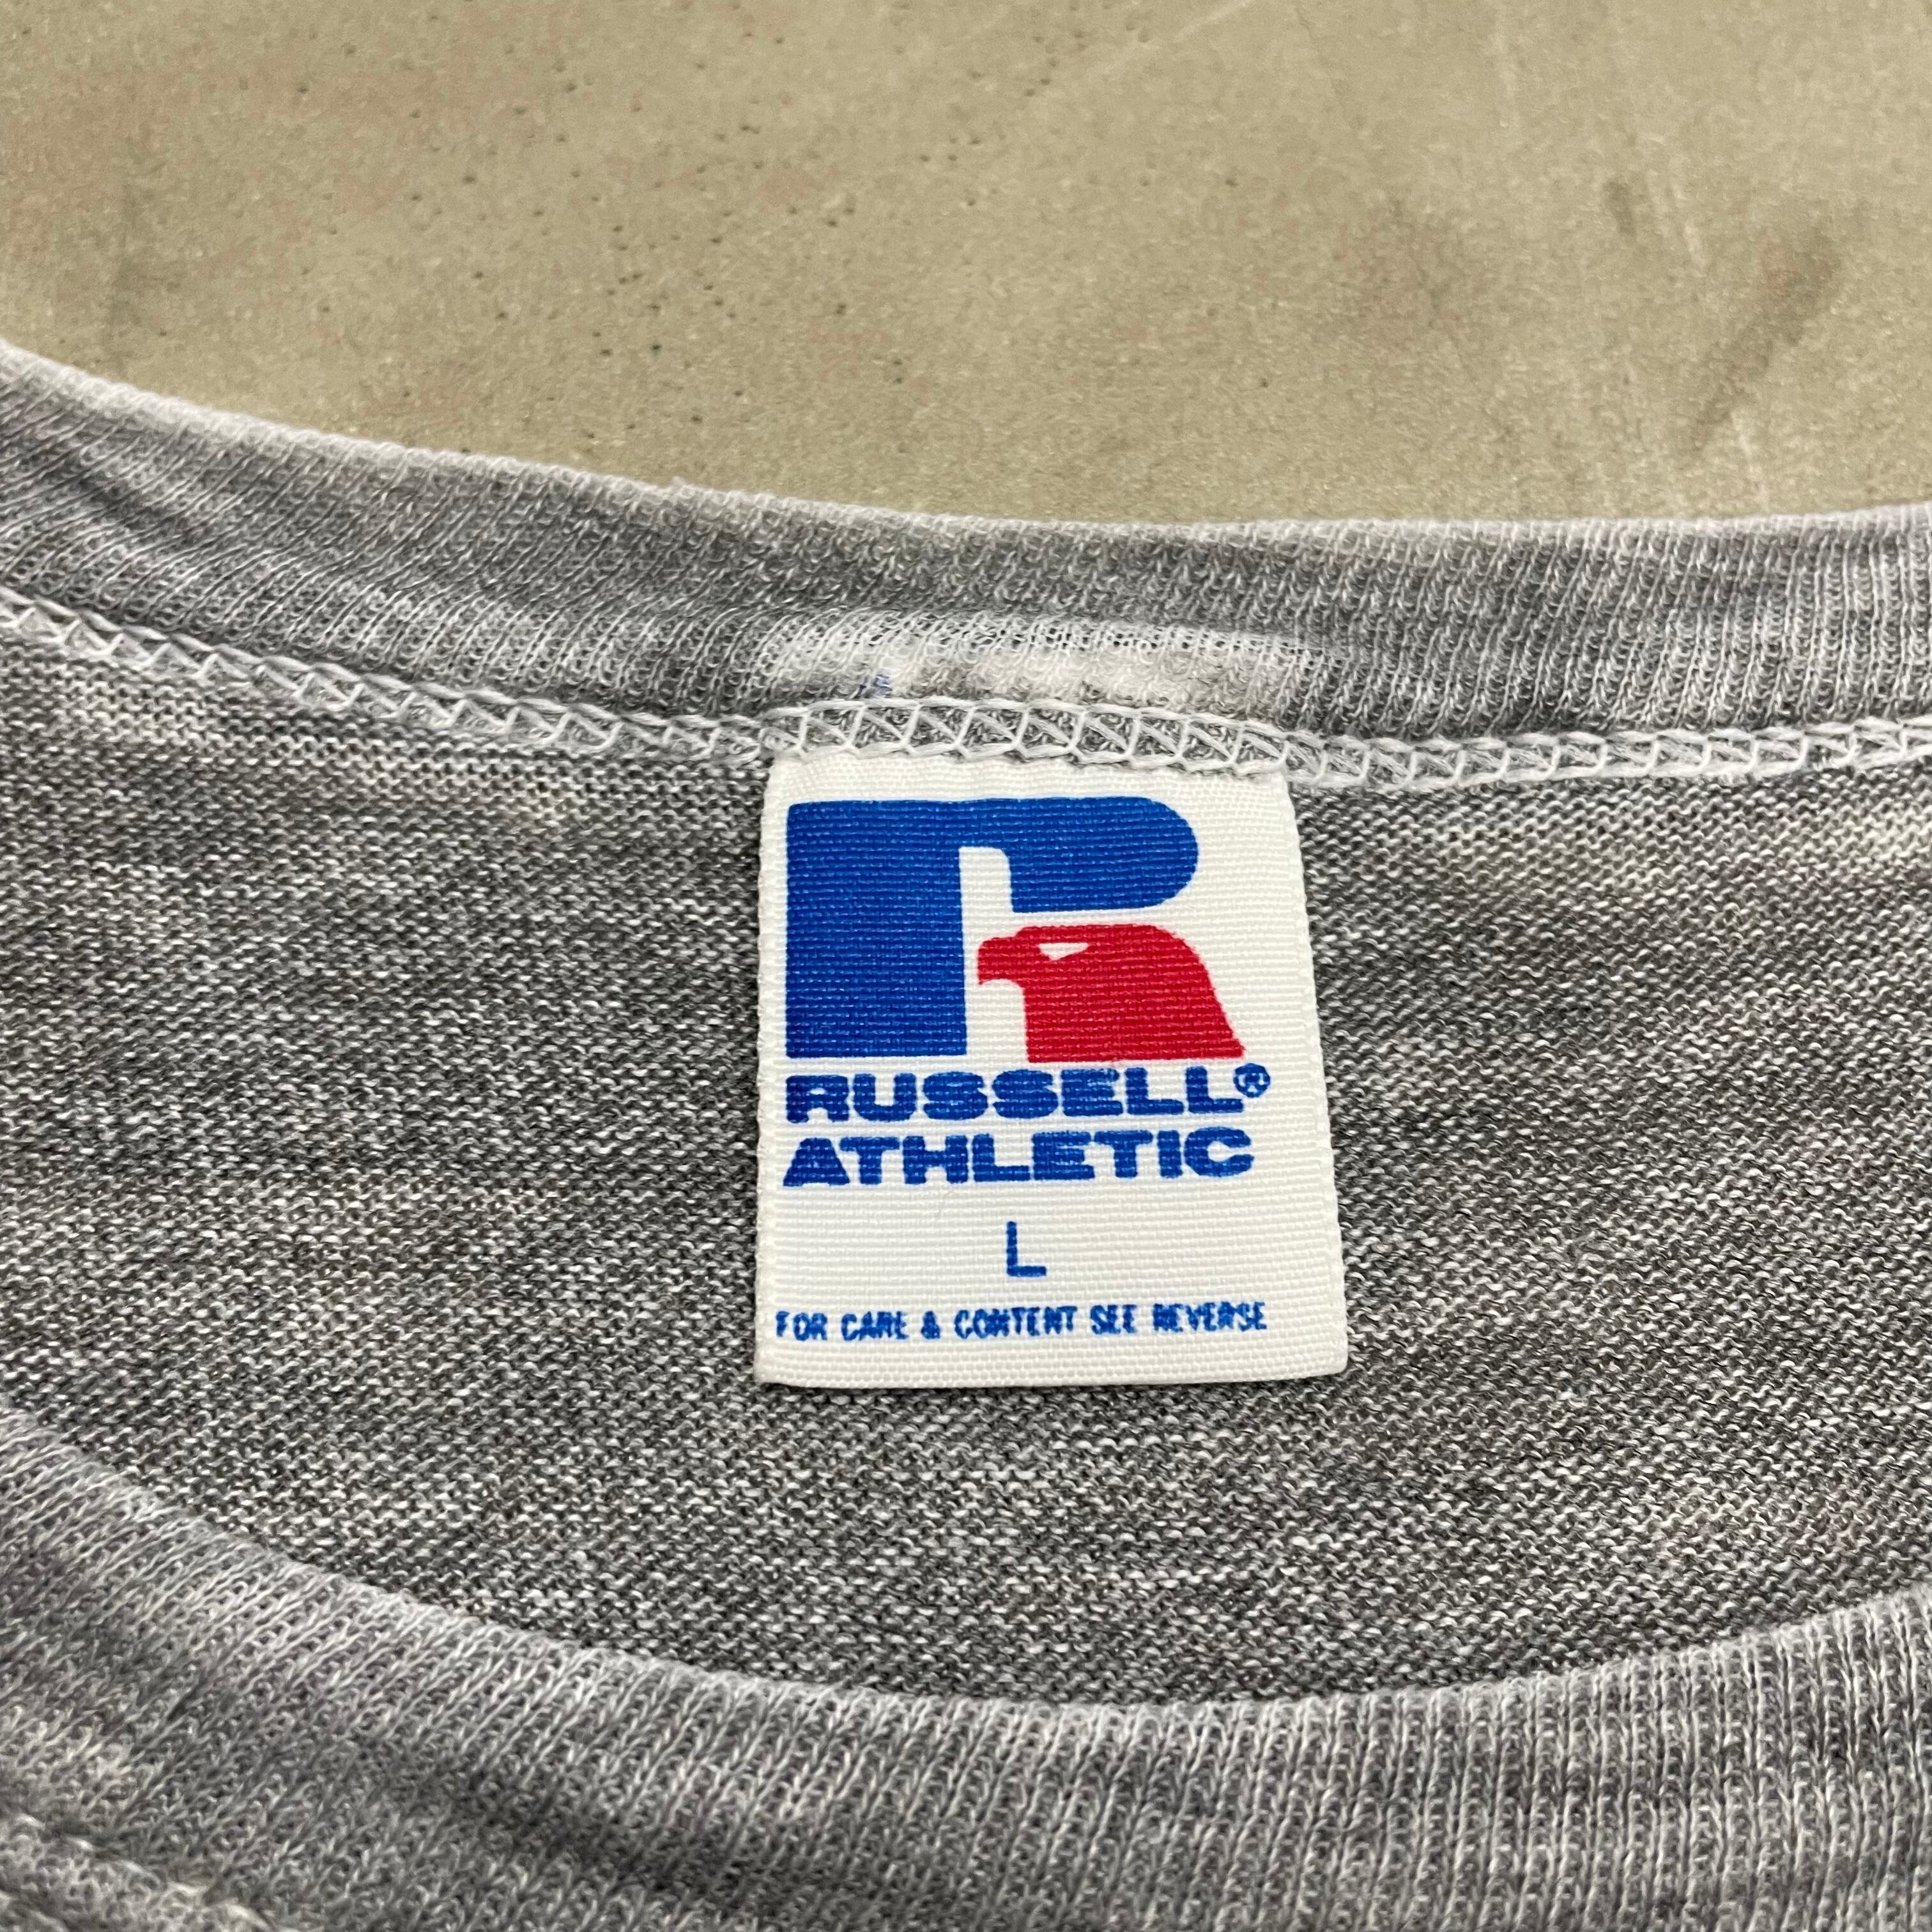 RUSSELL®
ATHLETIC
L
FOR CARE & CONTENT SEE REVERSE